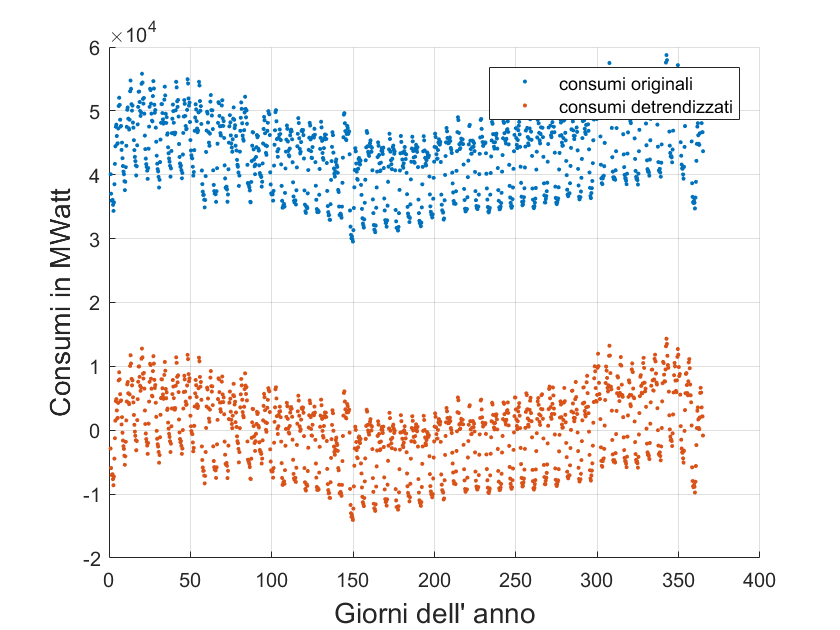 ×10⁴
6
5
4
3
2
1
0
-1
-2
0 50 100 150 200 250 300 350 400
Consumi in MWatt
Giorni dell' anno
consumi originali
consumi detrendizzati